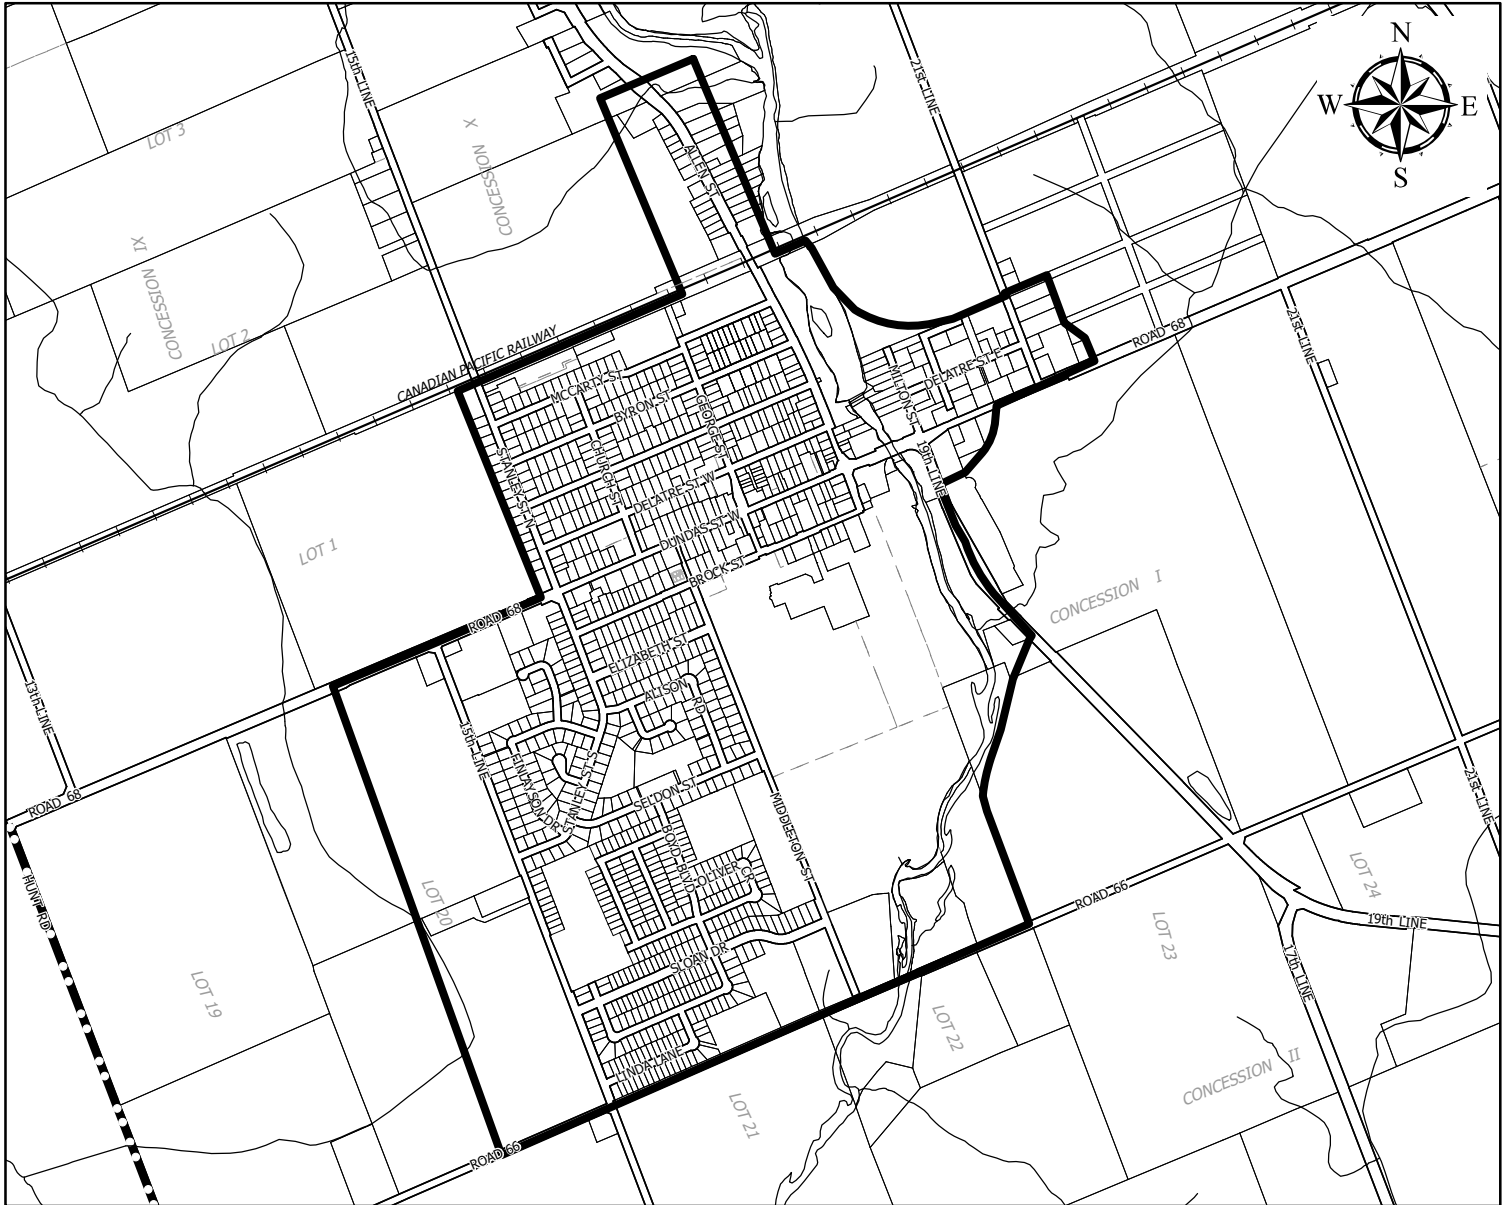 N
W
E
S
15th LINE
21st LINE
LOT 3
CONCESSION X
ALLEN ST
CONCESSION IX
LOT 2
CANADIAN PACIFIC RAILWAY
ROAD 68
21st LINE
MCCARTY ST
BYRON ST
GEORGE ST
MILTON ST
DELATRE ST E
STANLEY ST N
CHURCH ST
DELATRE ST W
DUNDAS ST W
BROCK ST
19th LINE
LOT 1
CONCESSION I
ROAD 68
ELIZABETH ST
ALISON RD
13th LINE
15th LINE
FINLAYSON DR
STANLEY ST S
SELDON ST
BOYD BLVD
MIDDLETON ST
OLIVER CR
21st LINE
ROAD 68
HUNT RD
LOT 20
LOT 24
ROAD 66
19th LINE
LOT 23
SLOAN DR
LOT 19
17th LINE
LOT 22
LINDA LANE
CONCESSION II
LOT 21
ROAD 66